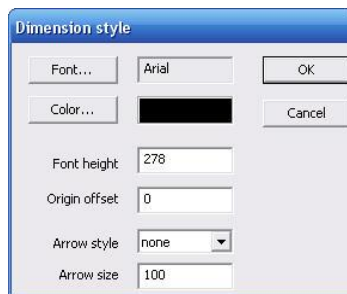 Dimension style
Font... Arial OK
Color... Cancel
Font height 278
Origin offset 0
Arrow style none
Arrow size 100